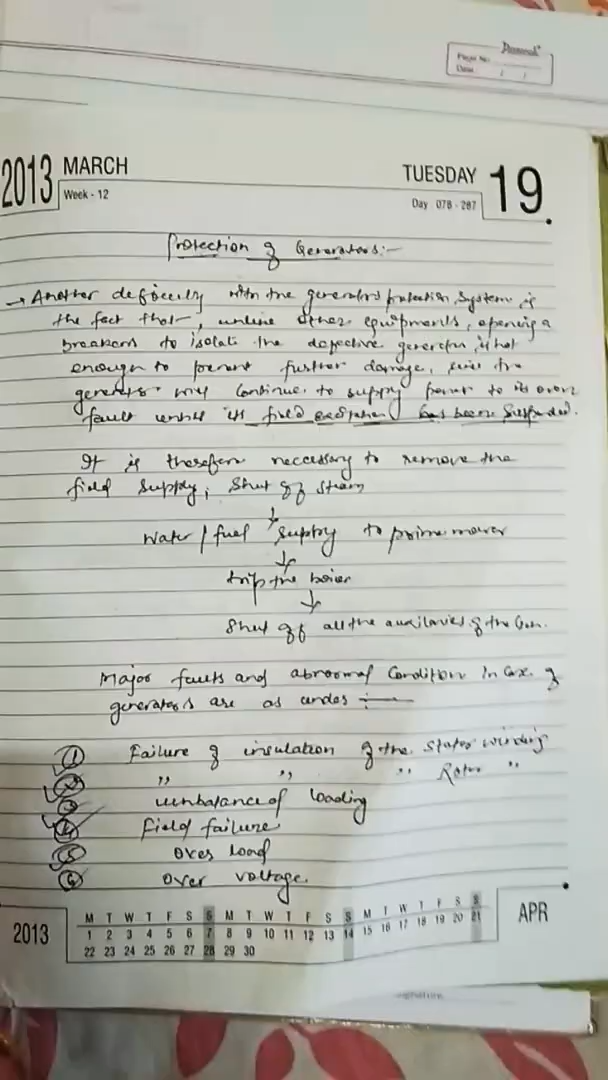 Page No.
Date / /
2013 MARCH
Week - 12
TUESDAY 19
Day 078 - 287
Protection of Generators:-
→ Another difficulty with the generators protection system is
the fact that, unlike other equipments, opening a
breakers to isolate the defective generator, is not
enough to prevent further damage, since the
generator will continue to supply power to its own
fault until its field excitation has been suspended.
It is therefore necessary to remove the
field supply, Shut off steam
↓
Water / fuel supply to prime mover
↓
trip the boiler
↓
Shut off all the auxilaries of the Gen.
Major faults and abnormal Condition in Case of
generators are as under :—
① Failure of insulation of the stator winding
② " " " Rotor "
③ unbalance of loading
④ field failure
⑤ over load
⑥ over voltage.
2013
M T W T F S S M T W T F S S M T W T F S S
1 2 3 4 5 6 7 8 9 10 11 12 13 14 15 16 17 18 19 20 21
22 23 24 25 26 27 28 29 30
APR